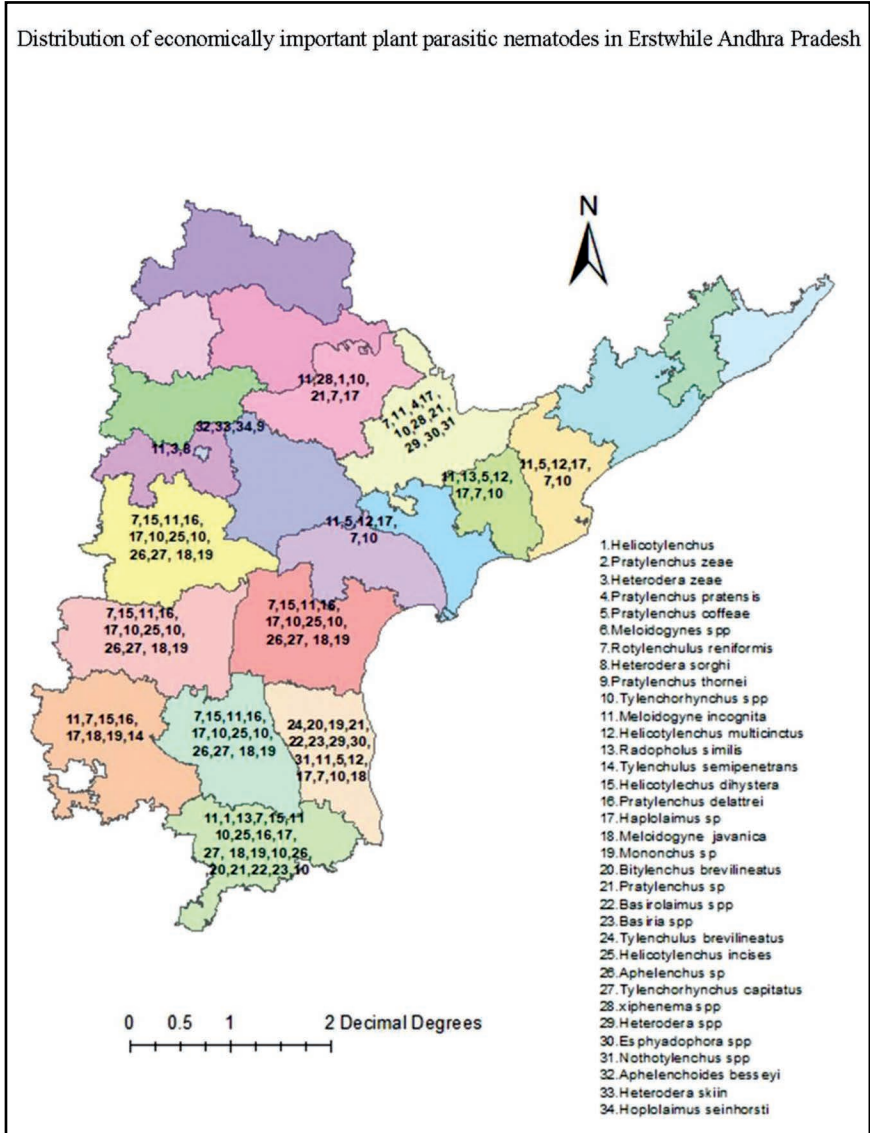 Distribution of economically important plant parasitic nematodes in Erstwhile Andhra Pradesh
N
11,28,1,10,
21,7,17
7,11,4,17,
10,28,21,
29,30,31
32,33,34,9
11,3,8
11,13,5,12,
17,7,10
11,5,12,17,
7,10
7,15,11,16,
17,10,25,10,
26,27, 18,19
11,5,12,17,
7,10
7,15,11,16,
17,10,25,10,
26,27, 18,19
7,15,11,16,
17,10,25,10,
26,27, 18,19
11,7,15,16,
17,18,19,14
7,15,11,16,
17,10,25,10,
26,27, 18,19
24,20,19,21,
22,23,29,30,
31,11,5,12,
17,7,10,18
11,1,13,7,15,11
10,25,16,17,
27, 18,19,10,26
20,21,22,23,10
1.Helicotylenchus
2.Pratylenchus zeae
3.Heterodera zeae
4.Pratylenchus pratensis
5.Pratylenchus coffeae
6.Meloidogynes spp
7.Rotylenchulus reniformis
8.Heterodera sorghi
9.Pratylenchus thornei
10.Tylenchorhynchus spp
11.Meloidogyne incognita
12.Helicotylenchus multicinctus
13.Radopholus similis
14.Tylenchulus semipenetrans
15.Helicotylechus dihystera
16.Pratylenchus delattrei
17.Haplolaimus sp
18.Meloidogyne javanica
19.Mononchus sp
20.Bitylenchus brevilineatus
21.Pratylenchus sp
22.Basirolaimus spp
23.Basiria spp
24.Tylenchulus brevilineatus
25.Helicotylenchus incises
26.Aphelenchus sp
27.Tylenchorhynchus capitatus
28.xiphenema spp
29.Heterodera spp
30.Esphyadophora spp
31.Nothotylenchus spp
32.Aphelenchoides besseyi
33.Heterodera skiin
34.Hoplolaimus seinhorsti
0 0.5 1 2 Decimal Degrees